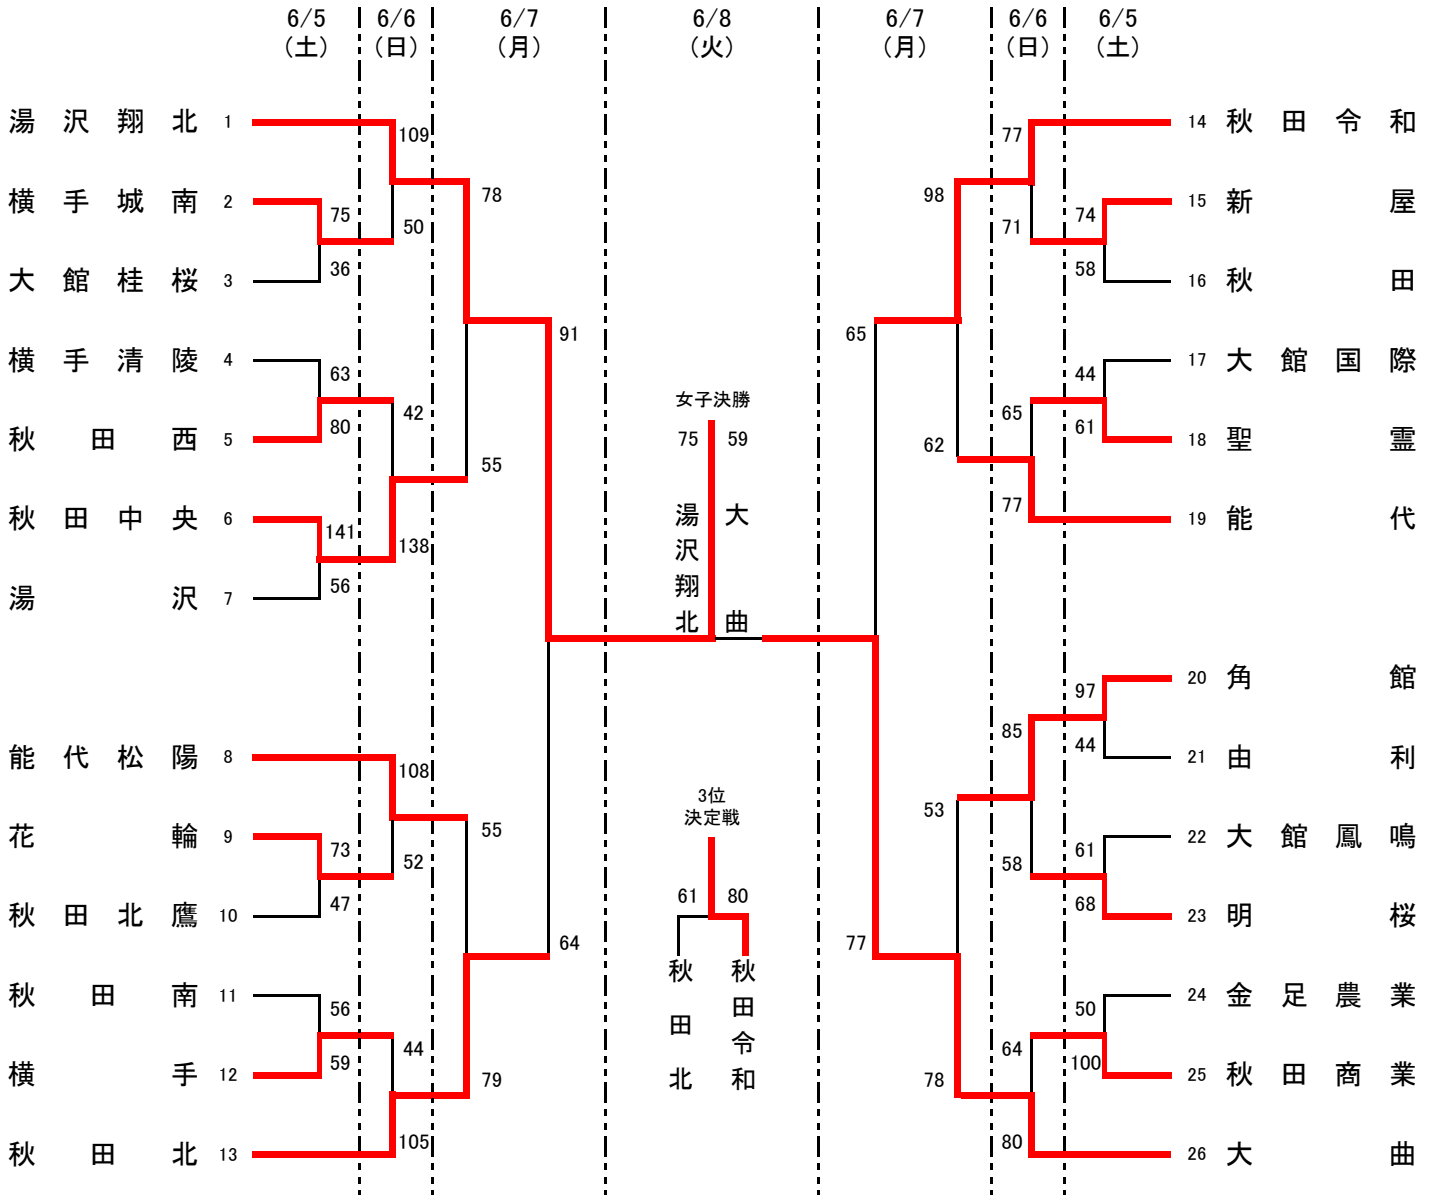 6/5 6/6 6/7 6/8 6/7 6/6 6/5
(土) (日) (月) (火) (月) (日) (土)
湯沢翔北 1
109
横手城南 2
75
50
36
大館桂桜 3
78
横手清陵 4
63
42
80
秋田西 5
55
秋田中央 6
141
138
56
湯沢 7
91
能代松陽 8
108
花輪 9
73
52
47
秋田北鷹 10
55
秋田南 11
56
44
59
横手 12
79
105
秋田北 13
64
女子決勝
75 59
湯沢翔北
大曲
3位
決定戦
61 80
秋田北
秋田令和
77
14 秋田令和
98
74
15 新屋
71
58
16 秋田
65
44
17 大館国際
65
61
18 聖霊
62
77
19 能代
97
20 角館
85
44
21 由利
53
61
22 大館鳳鳴
58
68
23 明桜
77
50
24 金足農業
64
100
25 秋田商業
78
80
26 大曲